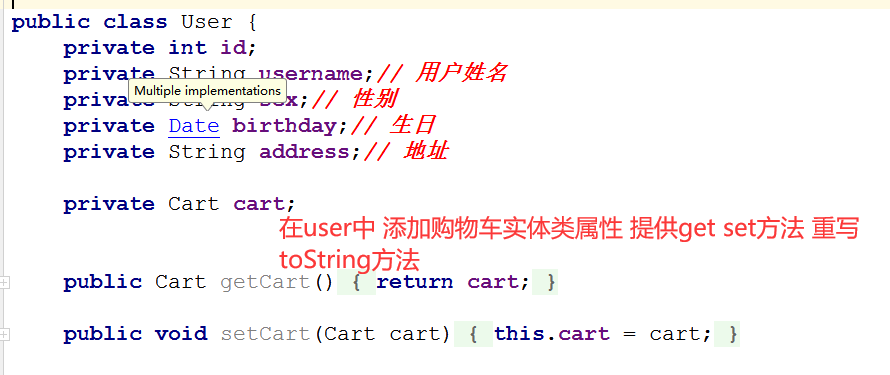 public class User {
private int id;
private String username;// 用户姓名
Multiple implementations
private sex;// 性别
private Date birthday;// 生日
private String address;// 地址
private Cart cart;
在user中 添加购物车实体类属性 提供get set方法 重写
toString方法
public Cart getCart() { return cart; }
public void setCart(Cart cart) { this.cart = cart; }